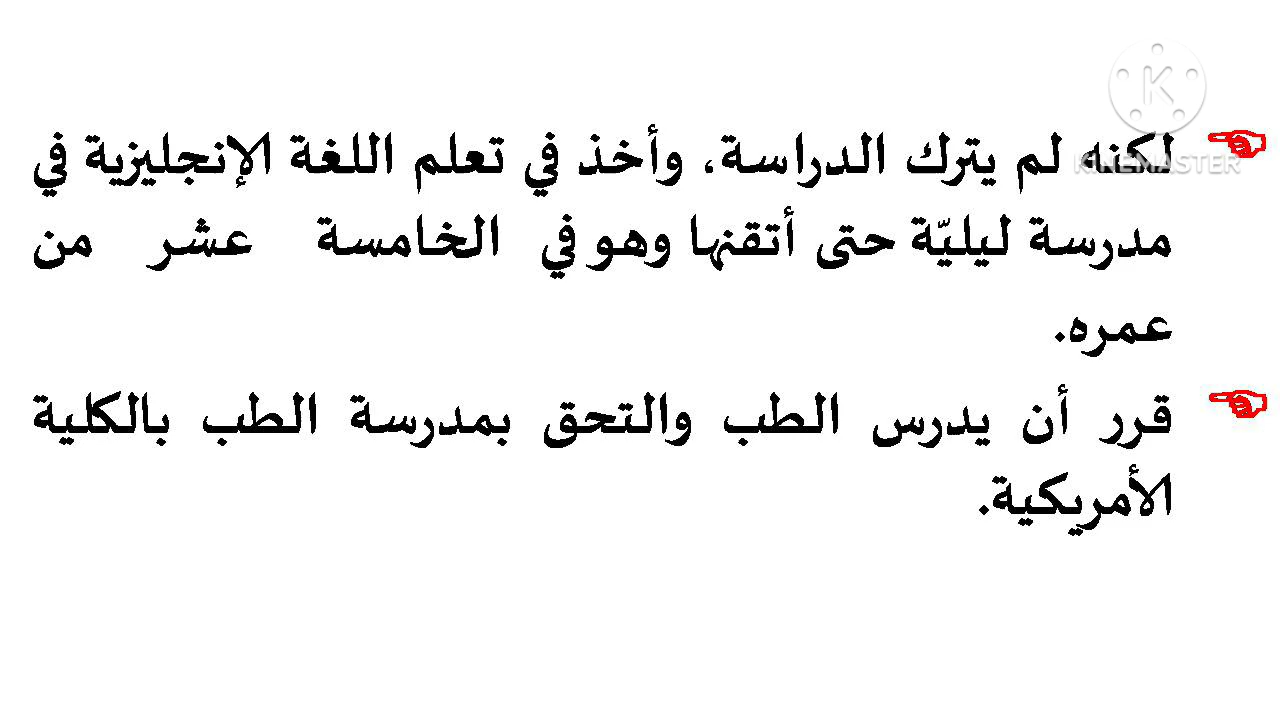 KINEMASTER
لكنه لم يترك الدراسة، وأخذ في تعلم اللغة الإنجليزية في
مدرسة ليليّة حتى أتقنها وهو في الخامسة عشر من
عمره.
قرر أن يدرس الطب والتحق بمدرسة الطب بالكلية
الأمريكية.